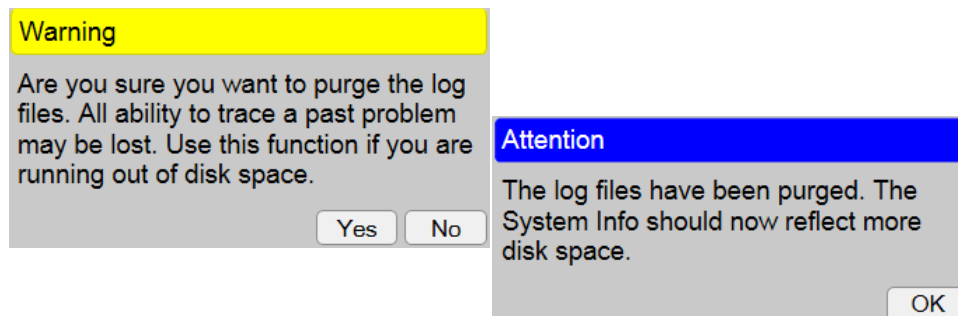 Warning
Are you sure you want to purge the log
files. All ability to trace a past problem
may be lost. Use this function if you are
running out of disk space.
Yes No
Attention
The log files have been purged. The
System Info should now reflect more
disk space.
OK